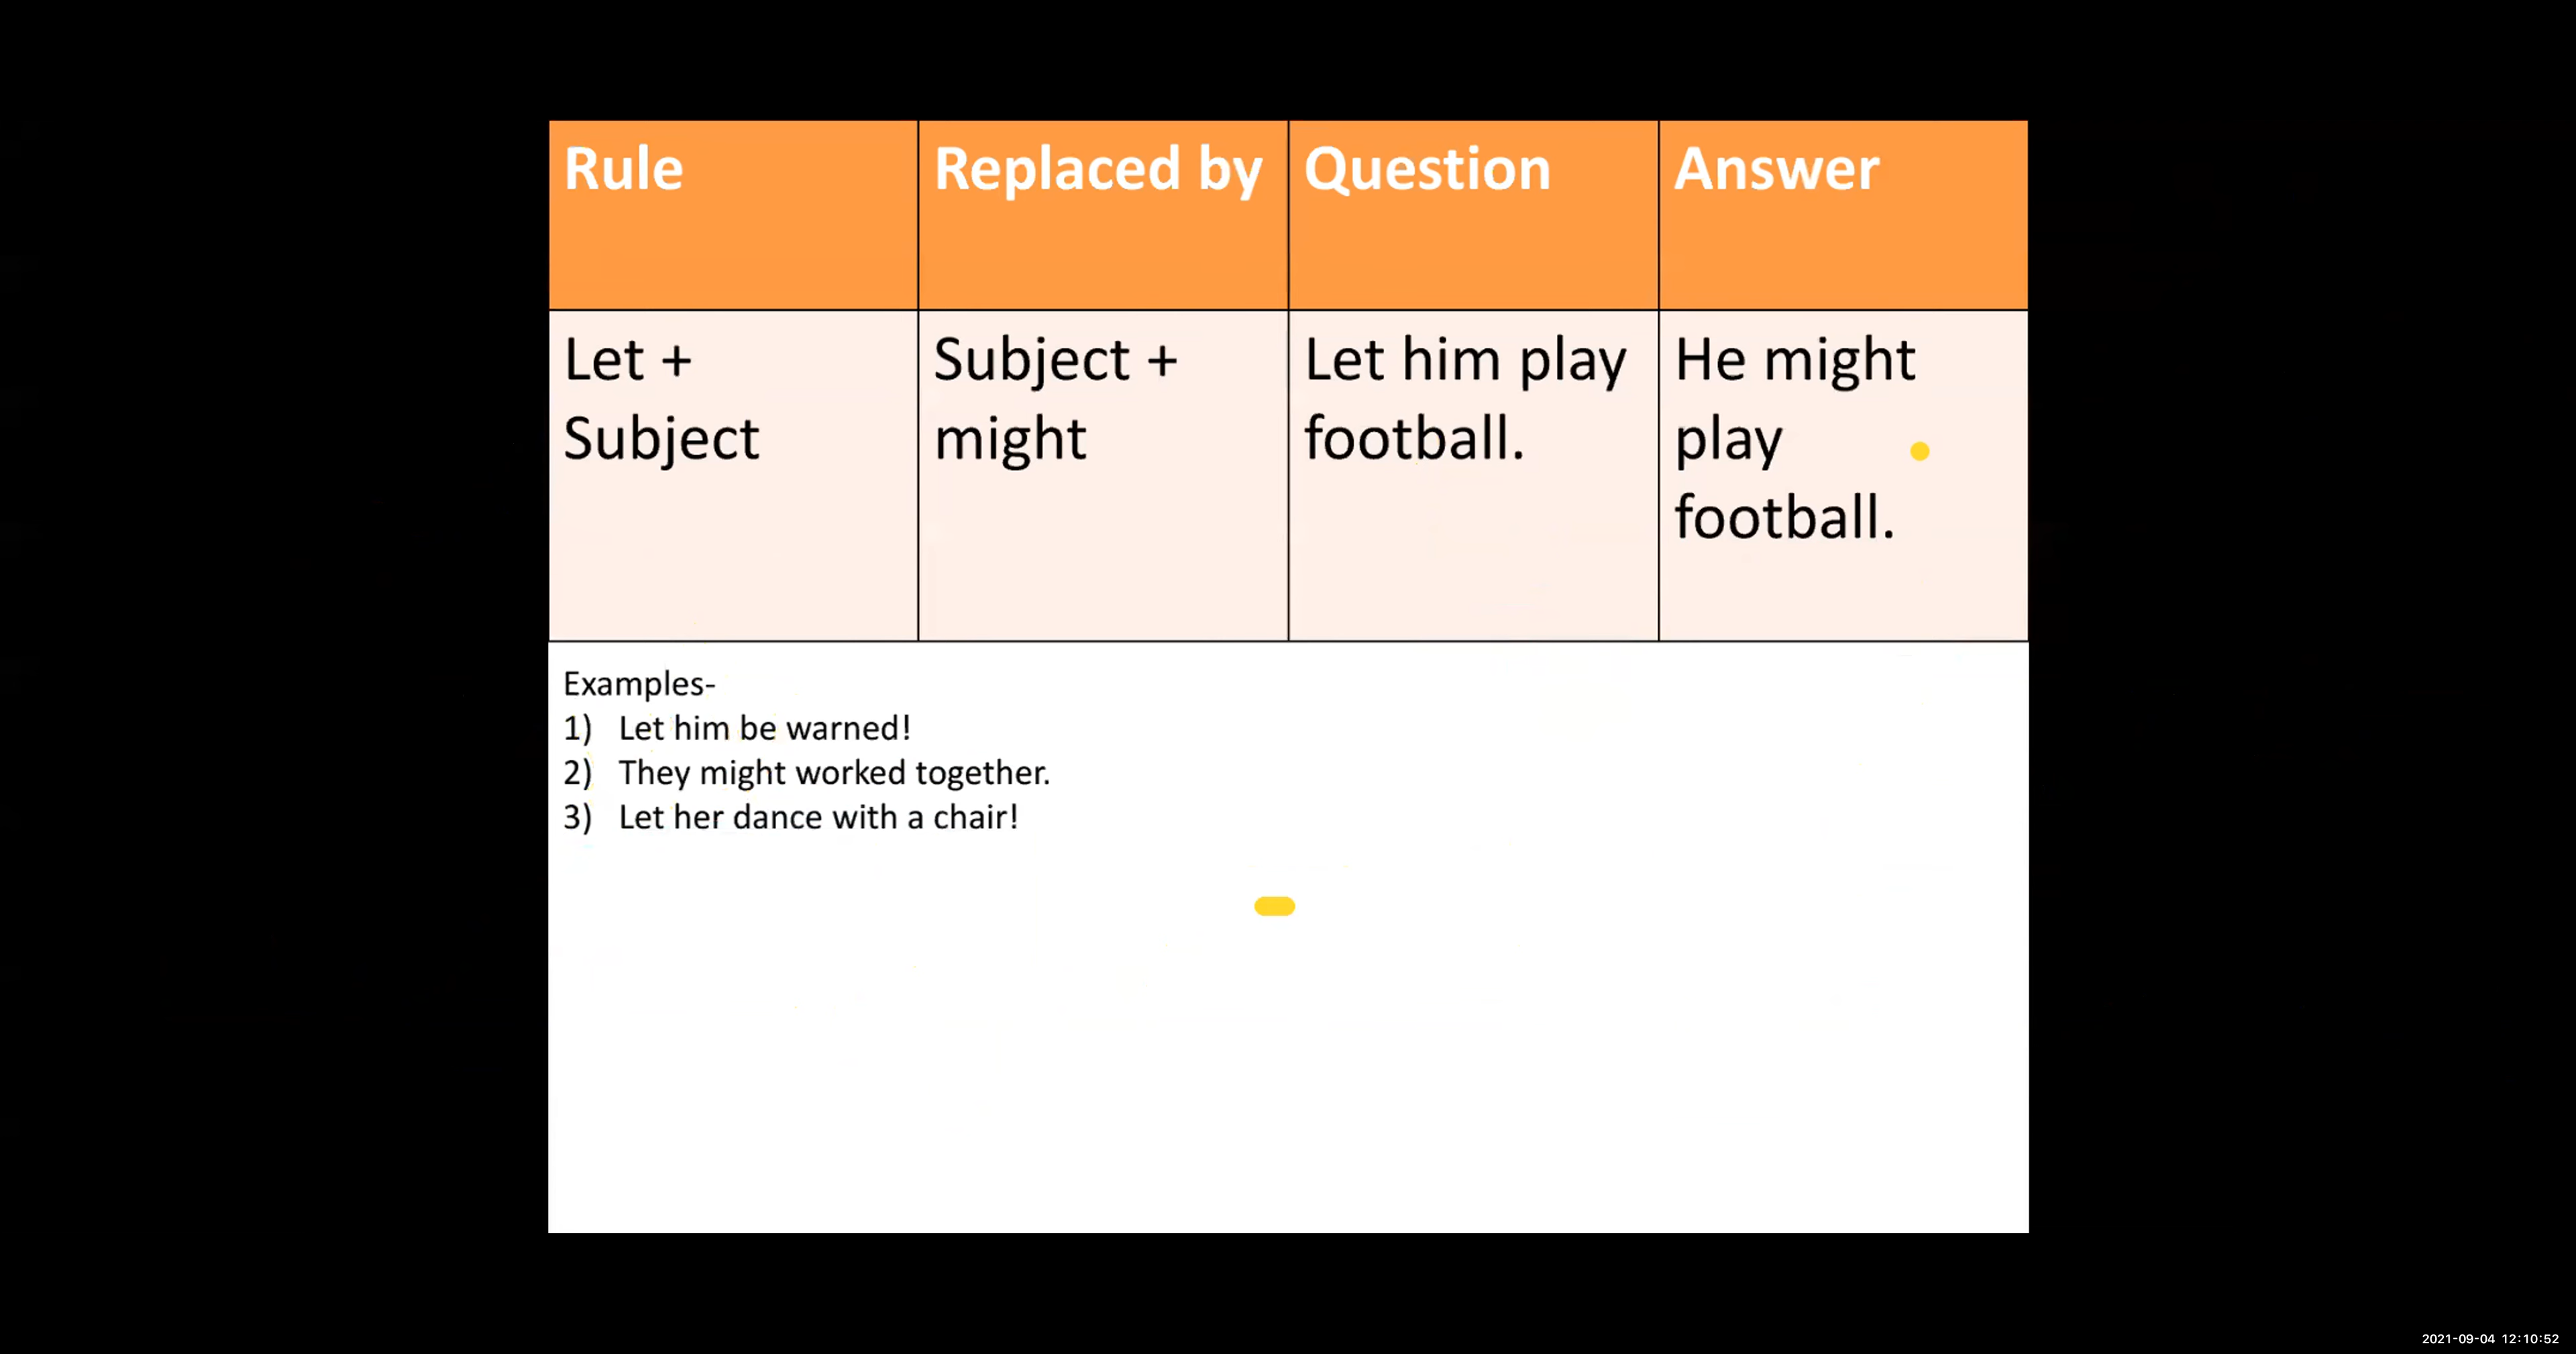 Rule
Replaced by
Question
Answer
Let +
Subject
Subject +
might
Let him play
football.
He might
play
football.
Examples-
1) Let him be warned!
2) They might worked together.
3) Let her dance with a chair!
2021-09-04 12:10:52